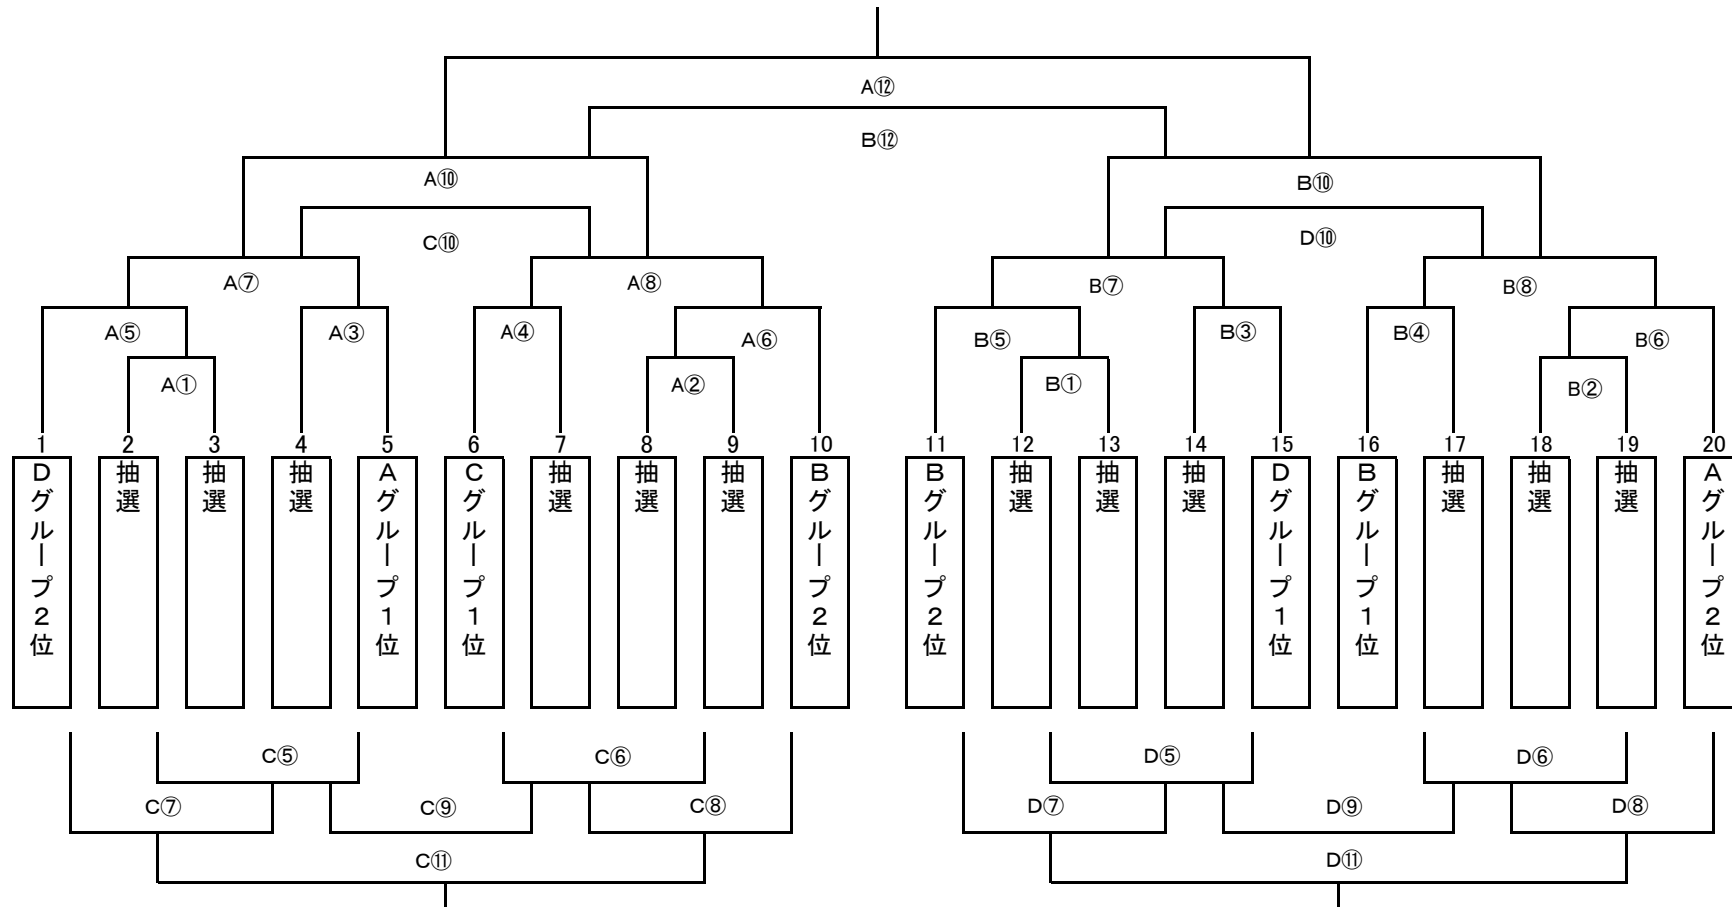 A⑫
B⑫
A⑩
B⑩
C⑩
D⑩
A⑦
A⑧
B⑦
B⑧
A⑤
A③
A④
A⑥
B⑤
B③
B④
B⑥
A①
A②
B①
B②
1
2
3
4
5
6
7
8
9
10
11
12
13
14
15
16
17
18
19
20
Dグループ2位
抽選
抽選
抽選
Aグループ1位
Cグループ1位
抽選
抽選
抽選
Bグループ2位
Bグループ2位
抽選
抽選
抽選
Dグループ1位
Bグループ1位
抽選
抽選
抽選
Aグループ2位
C⑤
C⑥
D⑤
D⑥
C⑦
C⑨
C⑧
D⑦
D⑨
D⑧
C⑪
D⑪